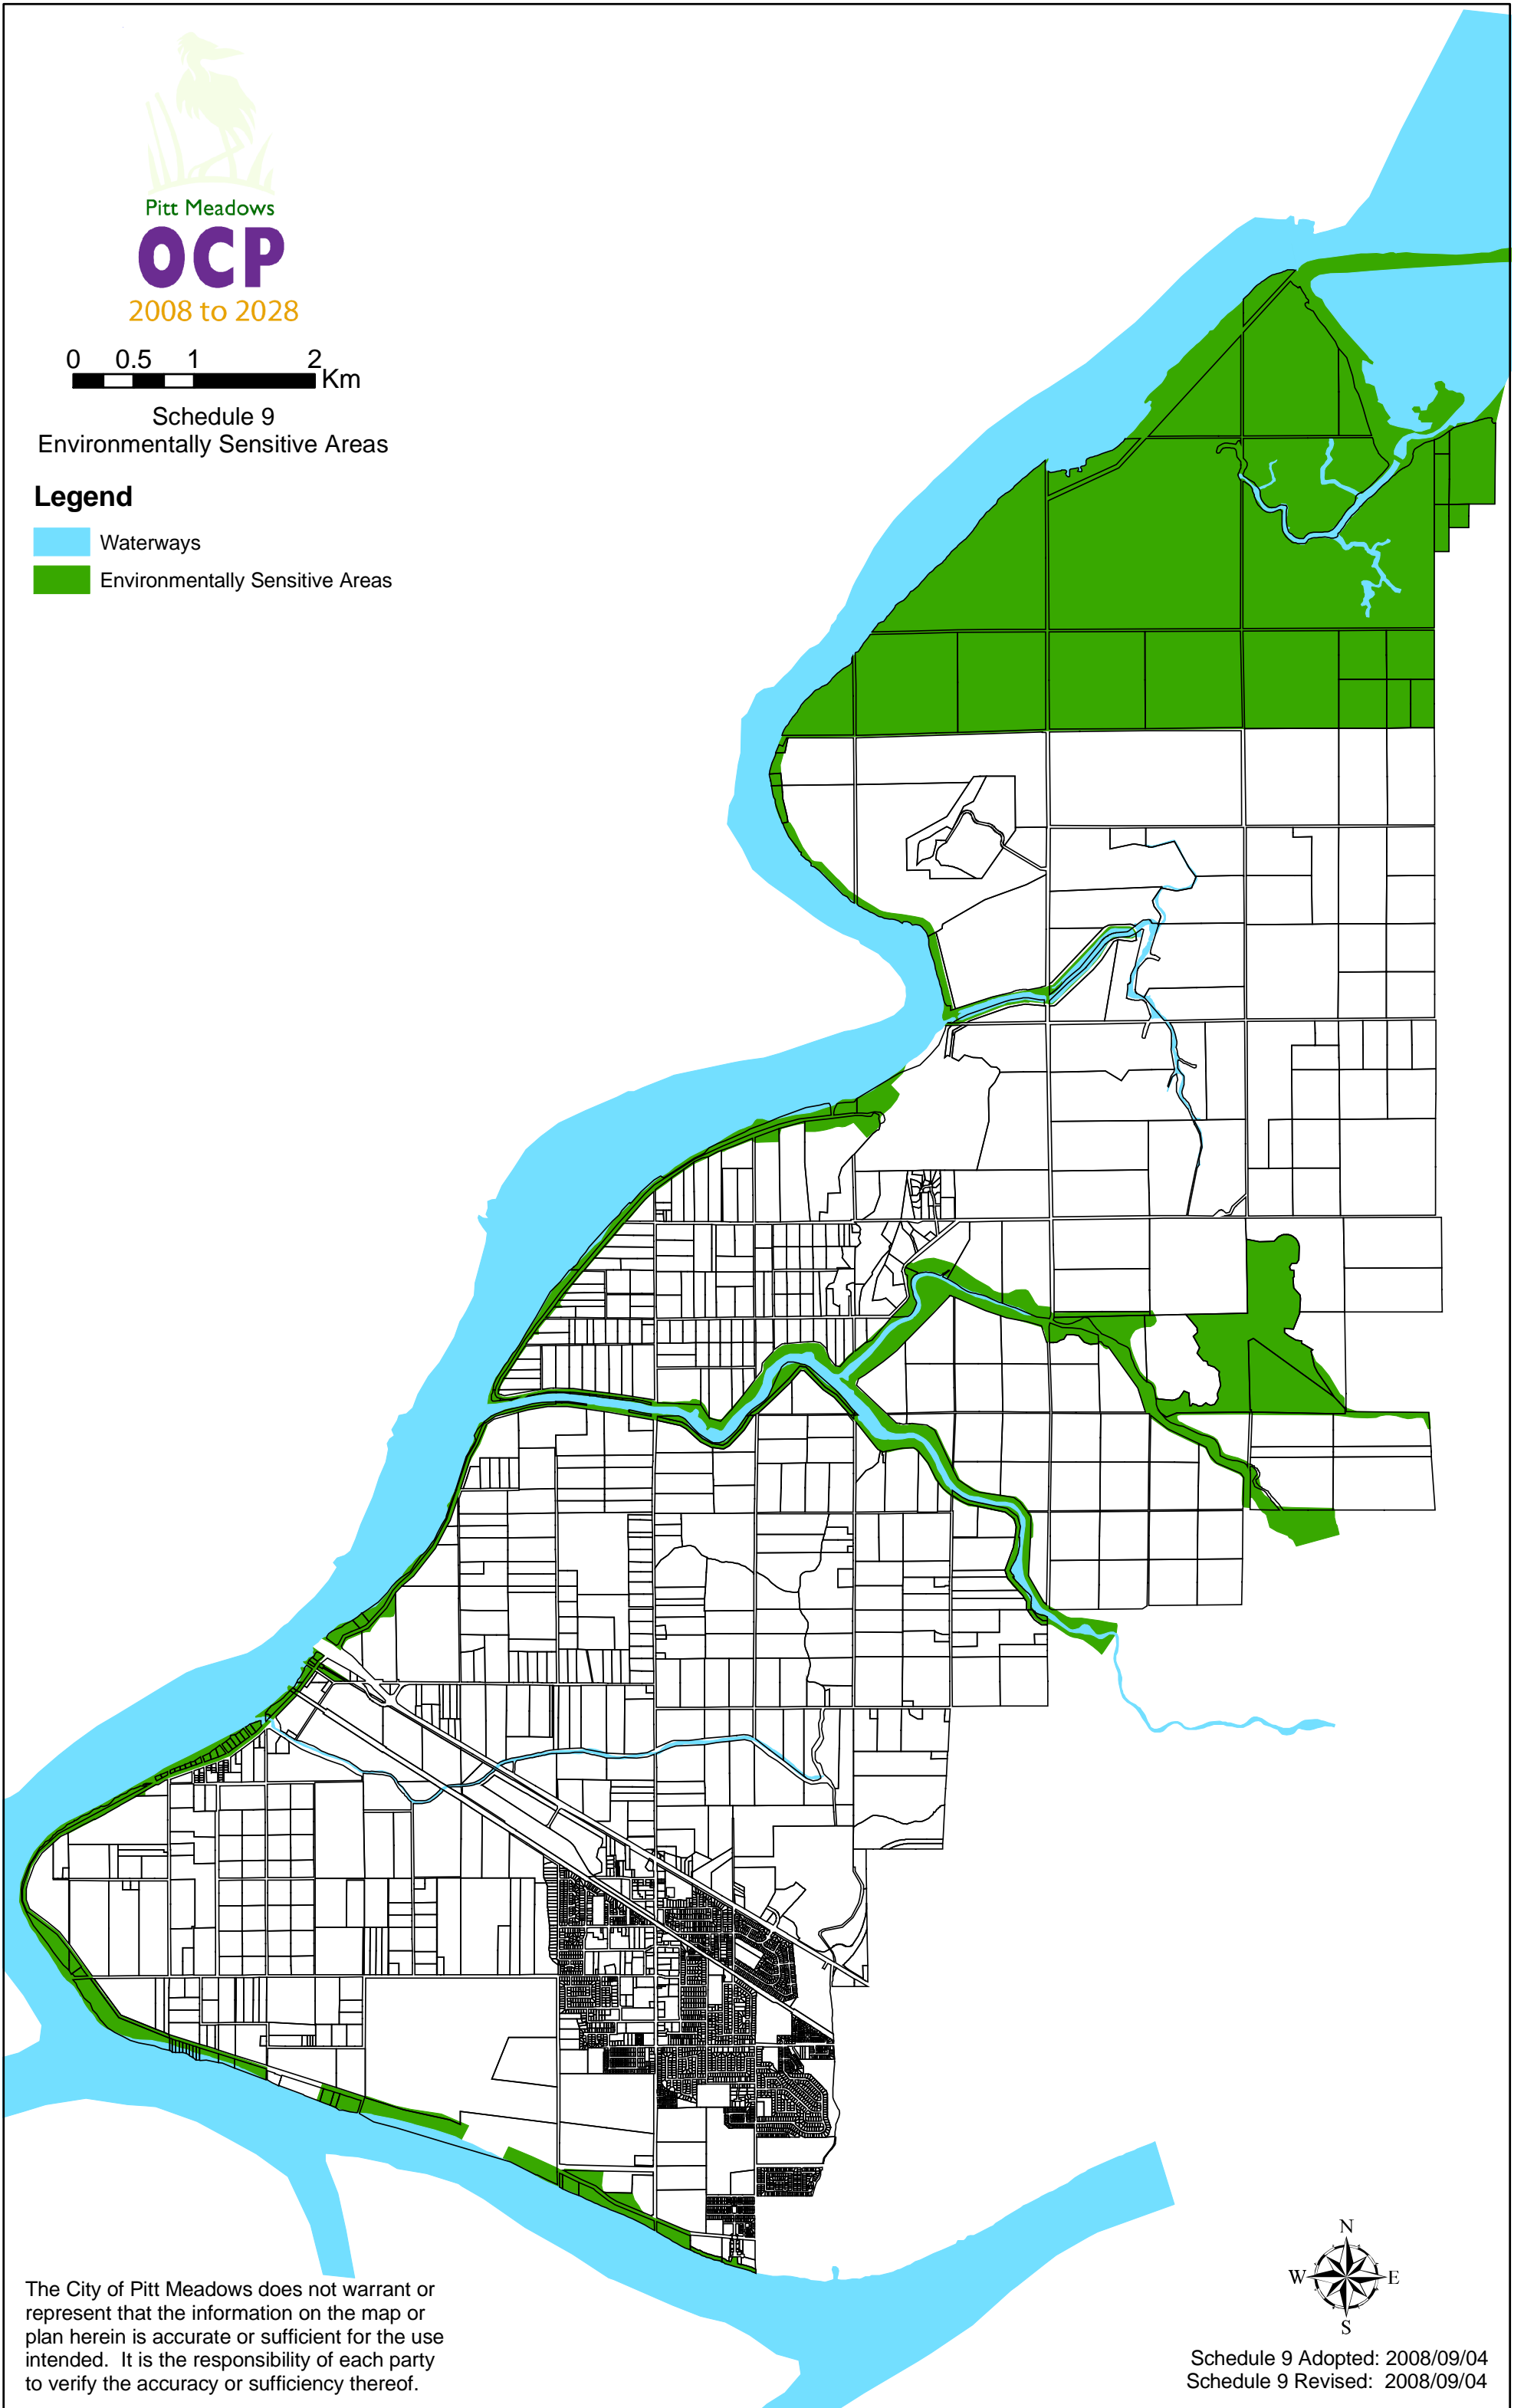 Pitt Meadows
OCP
2008 to 2028
0 0.5 1 2
Km
Schedule 9
Environmentally Sensitive Areas
Legend
Waterways
Environmentally Sensitive Areas
The City of Pitt Meadows does not warrant or
represent that the information on the map or
plan herein is accurate or sufficient for the use
intended. It is the responsibility of each party
to verify the accuracy or sufficiency thereof.
N
W E
S
Schedule 9 Adopted: 2008/09/04
Schedule 9 Revised: 2008/09/04